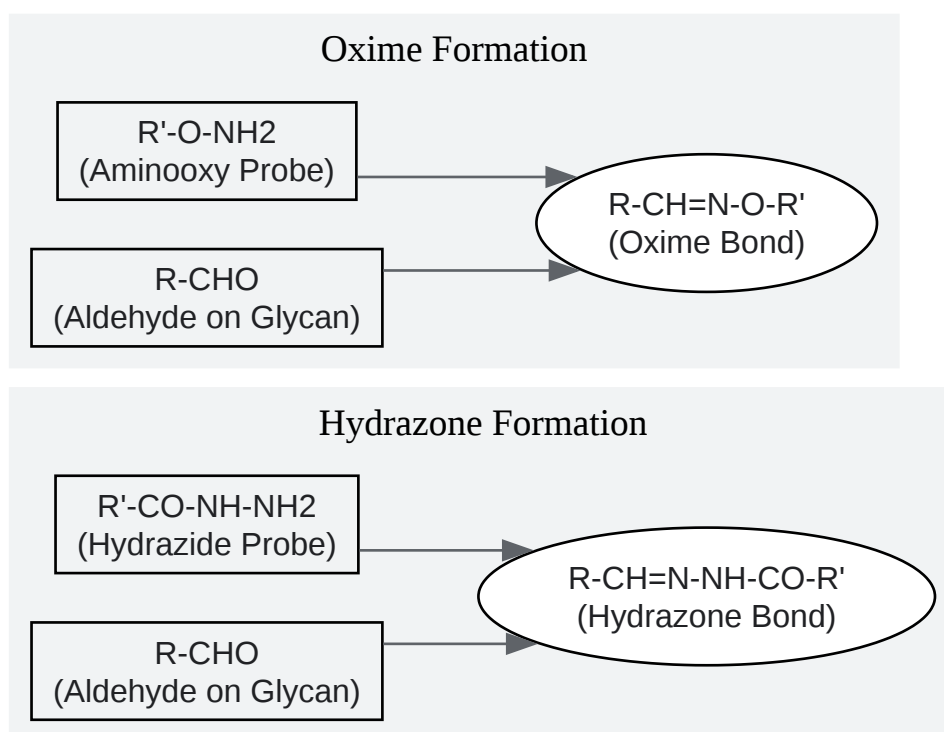 Oxime Formation
R'-O-NH2
(Aminooxy Probe)
R-CHO
(Aldehyde on Glycan)
R-CH=N-O-R'
(Oxime Bond)
Hydrazone Formation
R'-CO-NH-NH2
(Hydrazide Probe)
R-CHO
(Aldehyde on Glycan)
R-CH=N-NH-CO-R'
(Hydrazone Bond)